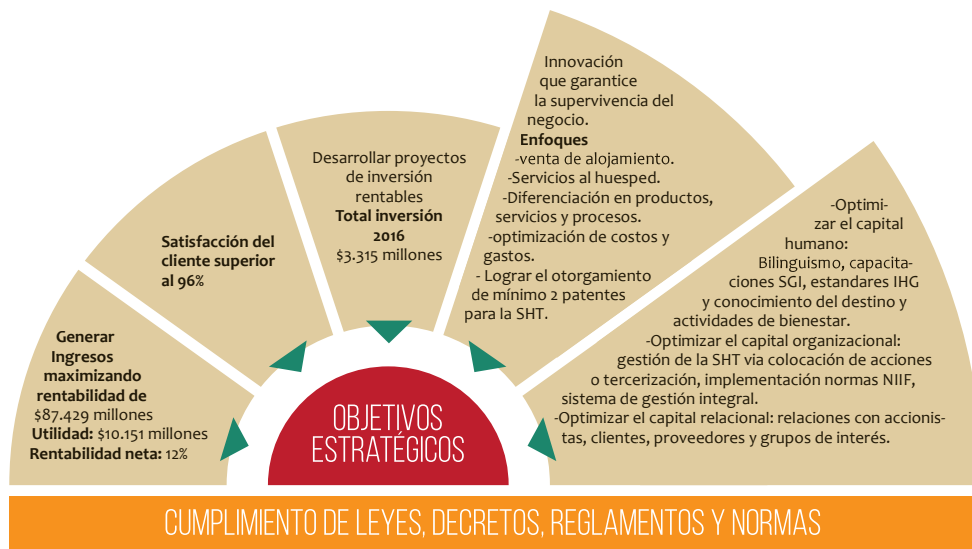 Generar
Ingresos
maximizando
rentabilidad de
$87.429 millones
Utilidad: $10.151 millones
Rentabilidad neta: 12%
Satisfacción del
cliente superior
al 96%
Desarrollar proyectos
de inversión
rentables
Total inversión
2016
$3.315 millones
Innovación
que garantice
la supervivencia del
negocio.
Enfoques
-venta de alojamiento.
-Servicios al huesped.
-Diferenciación en productos,
servicios y procesos.
-optimización de costos y
gastos.
- Lograr el otorgamiento
de mínimo 2 patentes
para la SHT.
-Optimi-
zar el capital
humano:
Bilinguismo, capacita-
ciones SGI, estandares IHG
y conocimiento del destino y
actividades de bienestar.
-Optimizar el capital organizacional:
gestión de la SHT via colocación de acciones
o tercerización, implementación normas NIIF,
sistema de gestión integral.
-Optimizar el capital relacional: relaciones con accionis-
tas, clientes, proveedores y grupos de interés.
OBJETIVOS
ESTRATÉGICOS
CUMPLIMIENTO DE LEYES, DECRETOS, REGLAMENTOS Y NORMAS